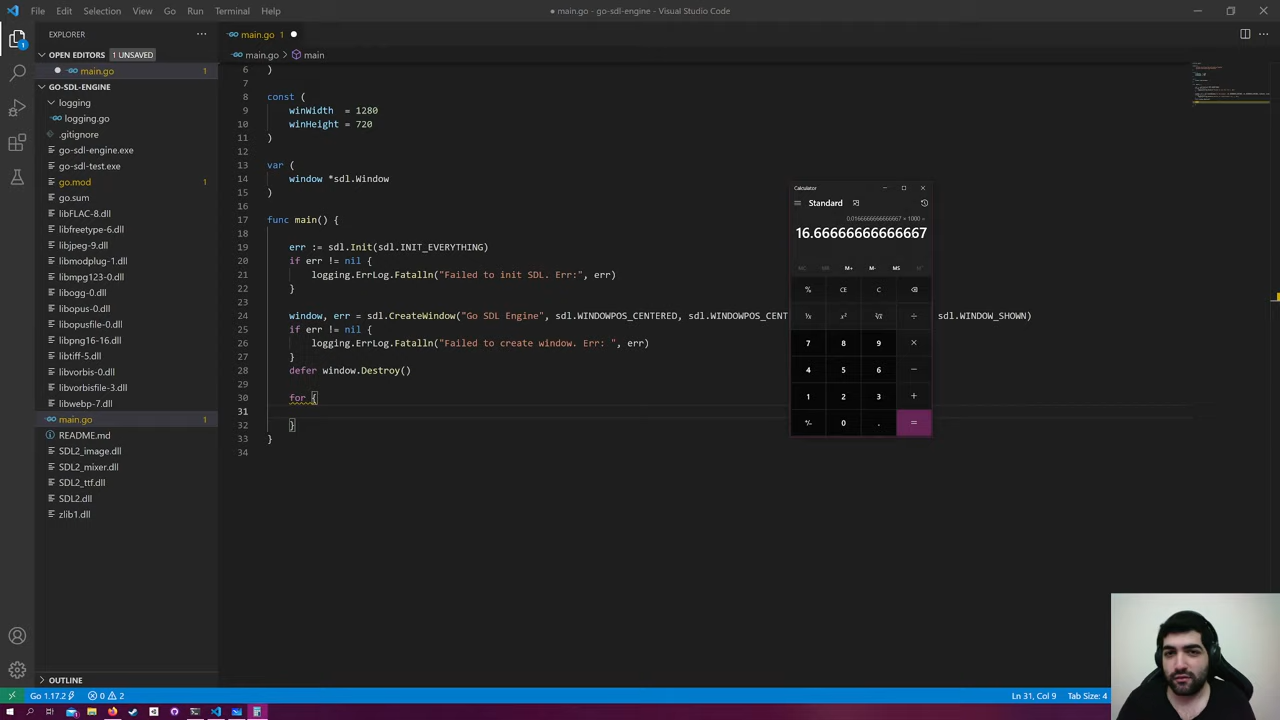 File Edit Selection View Go Run Terminal Help
● main.go - go-sdl-engine - Visual Studio Code
EXPLORER
OPEN EDITORS 1 UNSAVED
main.go 1
GO-SDL-ENGINE
logging
logging.go
.gitignore
go-sdl-engine.exe
go-sdl-test.exe
go.mod 2
go.sum
libFLAC-8.dll
libfreetype-6.dll
libjpeg-9.dll
libmodplug-1.dll
libmpg123-0.dll
libogg-0.dll
libopus-0.dll
libopusfile-0.dll
libpng16-16.dll
libtiff-5.dll
libvorbis-0.dll
libvorbisfile-3.dll
libwebp-7.dll
main.go 1
README.md
SDL2_image.dll
SDL2_mixer.dll
SDL2_ttf.dll
SDL2.dll
zlib1.dll
OUTLINE
main.go 1
main.go > main
6 )
7
8 const (
9 winWidth = 1280
10 winHeight = 720
11 )
12
13 var (
14 window *sdl.Window
15 )
16
17 func main() {
18
19 err := sdl.Init(sdl.INIT_EVERYTHING)
20 if err != nil {
21 logging.ErrLog.Fatalln("Failed to init SDL. Err:", err)
22 }
23
24 window, err = sdl.CreateWindow("Go SDL Engine", sdl.WINDOWPOS_CENTERED, sdl.WINDOWPOS_CENT sdl.WINDOW_SHOWN)
25 if err != nil {
26 logging.ErrLog.Fatalln("Failed to create window. Err: ", err)
27 }
28 defer window.Destroy()
29
30 for {
31
32 }
33 }
34
Calculator
Standard
0.0166666666666667 × 1000 =
16.66666666666667
MC MR M+ M- MS
% CE C
¹/x x² ²√x ÷
7 8 9 ×
4 5 6 −
1 2 3 +
+/- 0 . =
Go 1.17.2 0 2
Ln 31, Col 9 Tab Size: 4